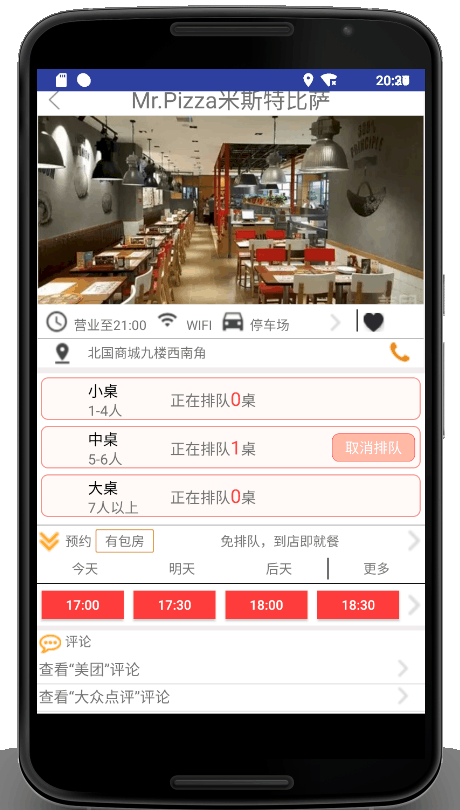 20:2
Mr.Pizza米斯特比萨
营业至21:00 WIFI 停车场
北国商城九楼西南角
小桌
1-4人
正在排队0桌
中桌
5-6人
正在排队1桌
取消排队
大桌
7人以上
正在排队0桌
预约 有包房 免排队，到店即就餐
今天 明天 后天 更多
17:00 17:30 18:00 18:30
评论
查看“美团”评论
查看“大众点评”评论